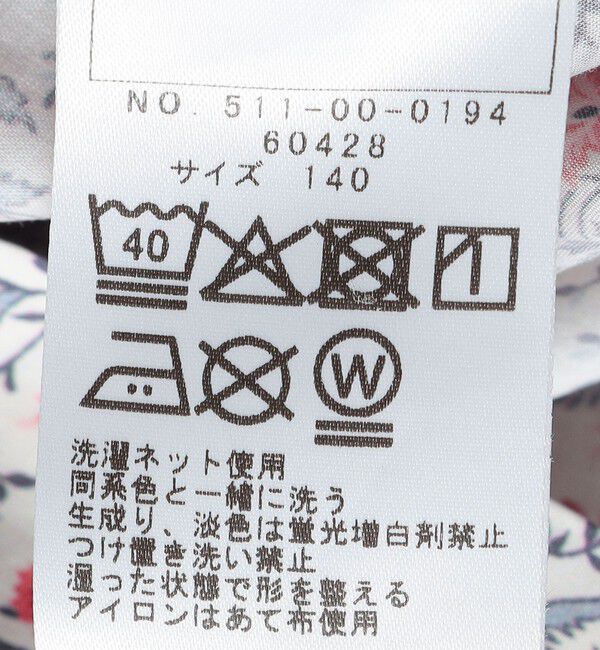 NO. 511-00-0194
60428
サイズ 140
40
W
洗濯ネット使用
同系色と一緒に洗う
生成り、淡色は蛍光増白剤禁止
つけ置き洗い禁止
湿った状態で形を整える
アイロンはあて布使用